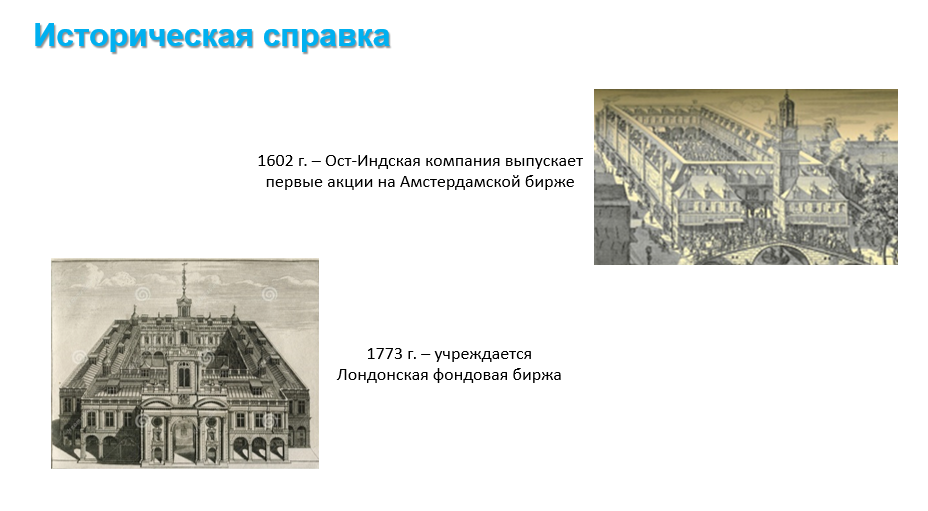 Историческая справка
1602 г. – Ост-Индская компания выпускает
первые акции на Амстердамской бирже
1773 г. – учреждается
Лондонская фондовая биржа